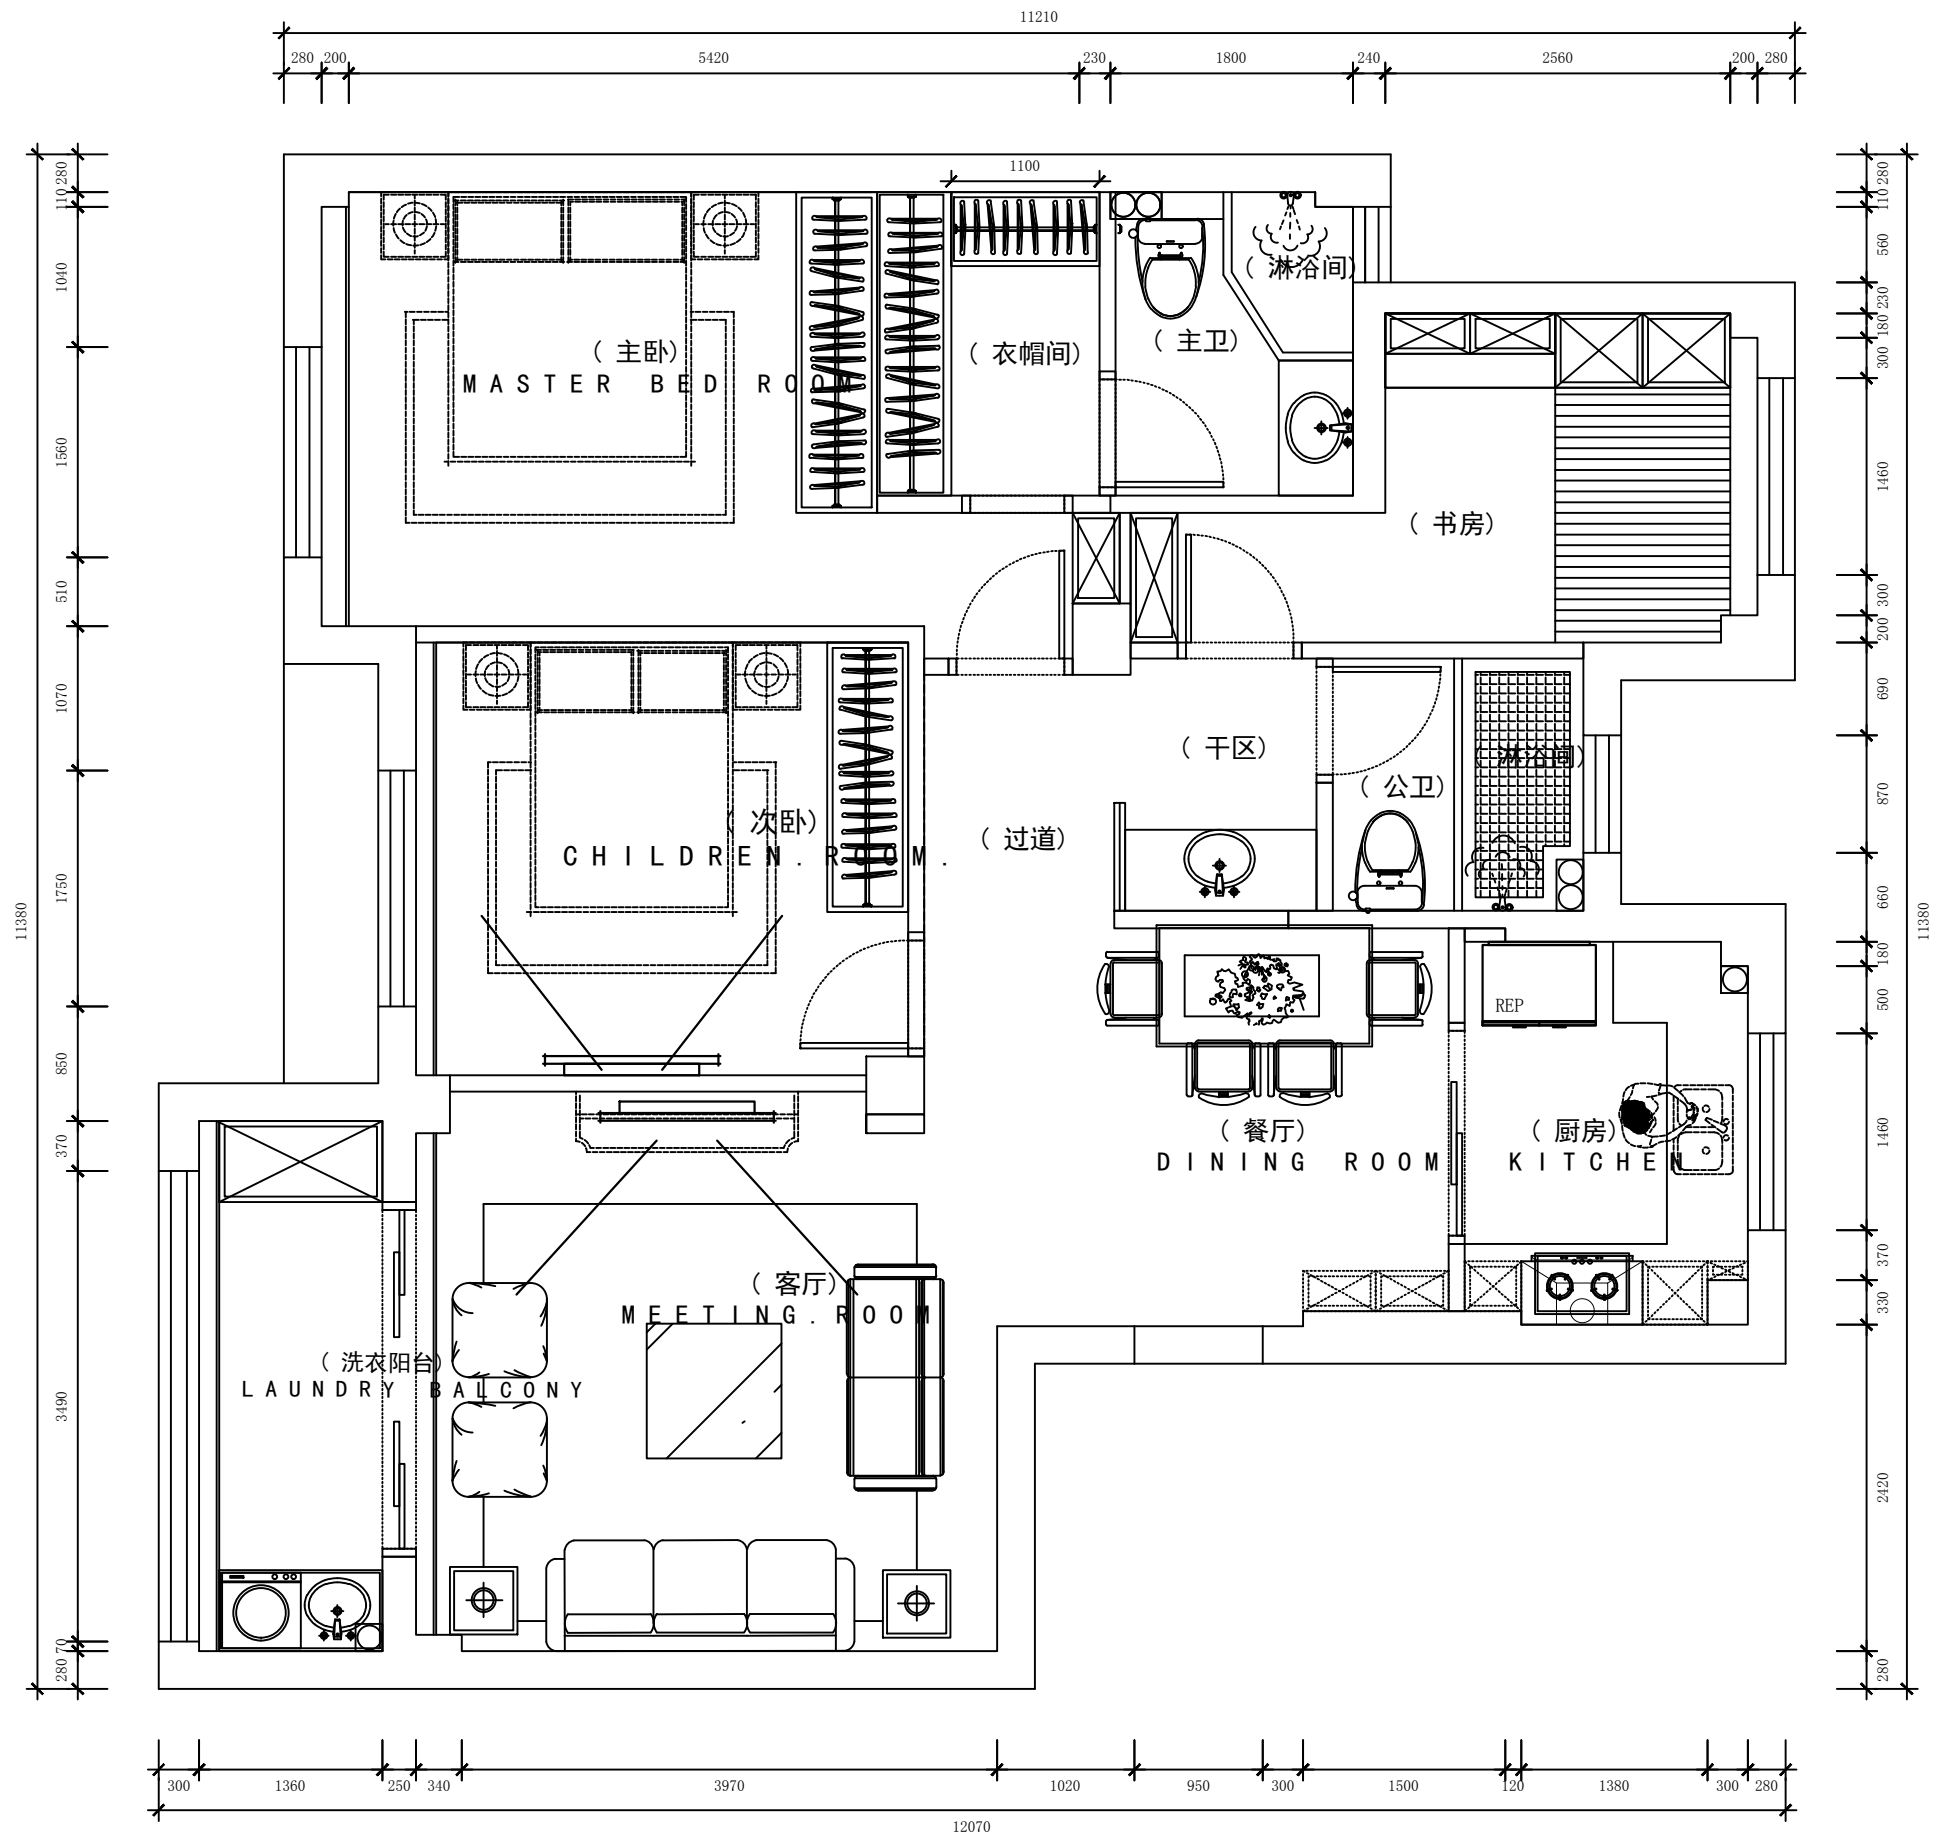 11210
280 200 5420 230 1800 240 2560 200 280
1100
280
110
1040
1560
510
1070
1750
850
370
3490
70
280
11380
( 主卧)
MASTER BED ROOM
( 衣帽间)
( 主卫)
( 淋浴间)
( 书房)
( 次卧)
CHILDREN.ROOM.
( 过道)
( 干区)
( 公卫)
( 淋浴间)
REP
( 餐厅)
DINING ROOM
( 厨房)
KITCHEN
( 客厅)
MEETING.ROOM
( 洗衣阳台)
LAUNDRY BALCONY
280
110
560
230
180
300
1460
300
200
690
870
660
180
500
1460
370
330
2420
280
11380
300 1360 250 340 3970 1020 950 300 1500 120 1380 300 280
12070